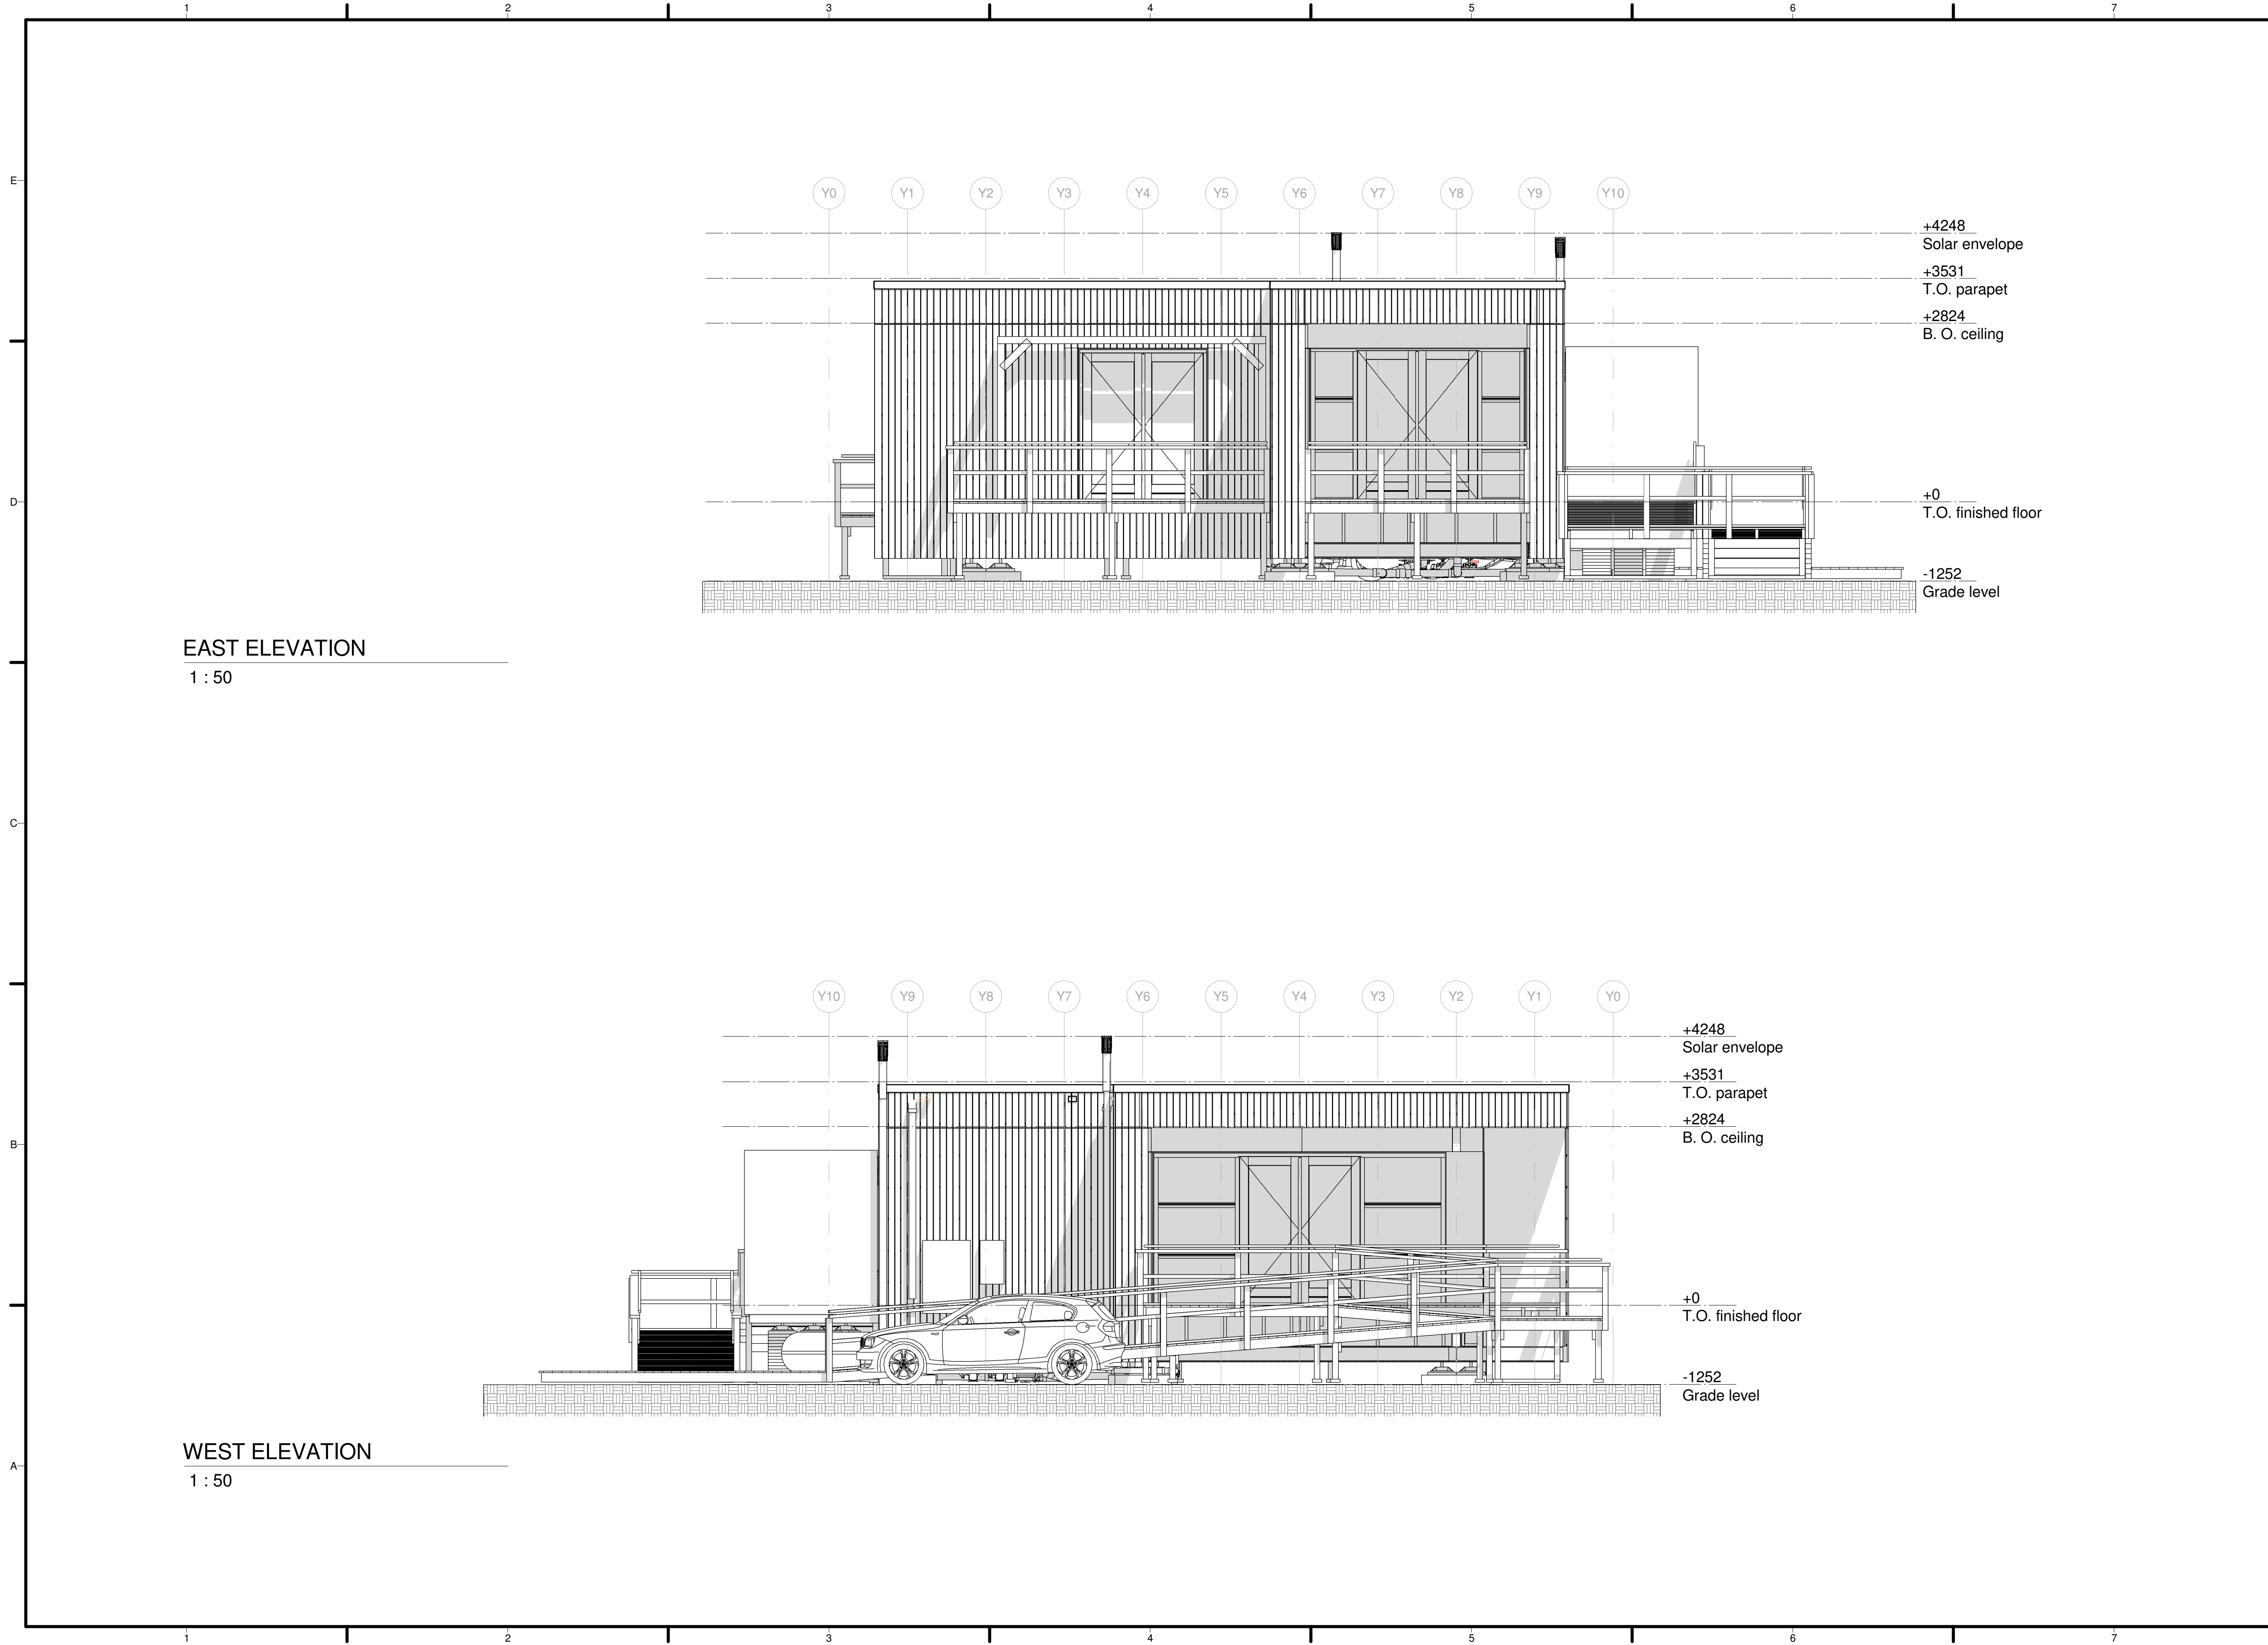 1 2 3 4 5 6 7
E
Y0 Y1 Y2 Y3 Y4 Y5 Y6 Y7 Y8 Y9 Y10
+4248
Solar envelope
+3531
T.O. parapet
+2824
B. O. ceiling
D
+0
T.O. finished floor
-1252
Grade level
EAST ELEVATION
1 : 50
C
Y10 Y9 Y8 Y7 Y6 Y5 Y4 Y3 Y2 Y1 Y0
+4248
Solar envelope
+3531
T.O. parapet
+2824
B. O. ceiling
B
+0
T.O. finished floor
-1252
Grade level
WEST ELEVATION
A
1 : 50
1 2 3 4 5 6 7